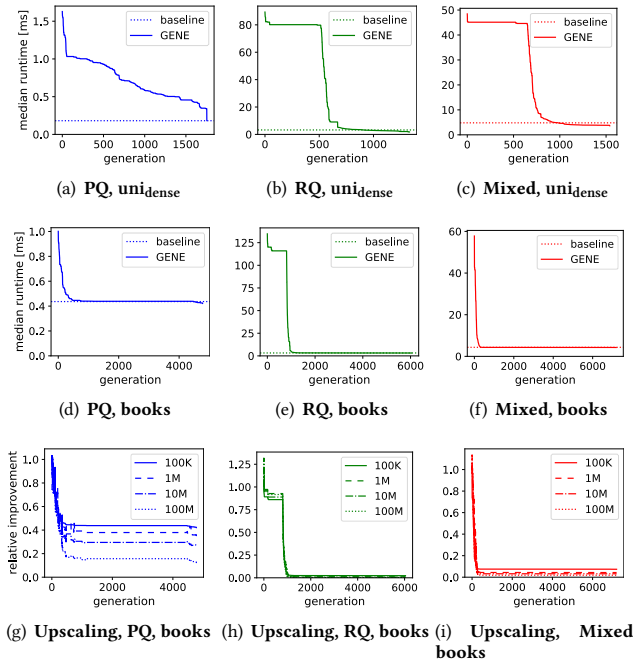 median runtime [ms]
1.5
1.0
0.5
0.0
0
500
1000
1500
generation
baseline
GENE
(a) PQ, uni_dense
80
60
40
20
0
0
500
1000
generation
baseline
GENE
(b) RQ, uni_dense
50
40
30
20
10
0
0
500
1000
1500
generation
baseline
GENE
(c) Mixed, uni_dense
median runtime [ms]
1.0
0.8
0.6
0.4
0.2
0.0
0
2000
4000
generation
baseline
GENE
(d) PQ, books
125
100
75
50
25
0
0
2000
4000
6000
generation
baseline
GENE
(e) RQ, books
60
40
20
0
0
2000
4000
6000
generation
baseline
GENE
(f) Mixed, books
relative improvement
1.0
0.8
0.6
0.4
0.2
0.0
0
2000
4000
generation
100K
1M
10M
100M
(g) Upscaling, PQ, books
1.25
1.00
0.75
0.50
0.25
0.00
0
2000
4000
6000
generation
100K
1M
10M
100M
(h) Upscaling, RQ, books
1.0
0.8
0.6
0.4
0.2
0.0
0
2000
4000
6000
generation
100K
1M
10M
100M
(i) Upscaling, Mixed
books